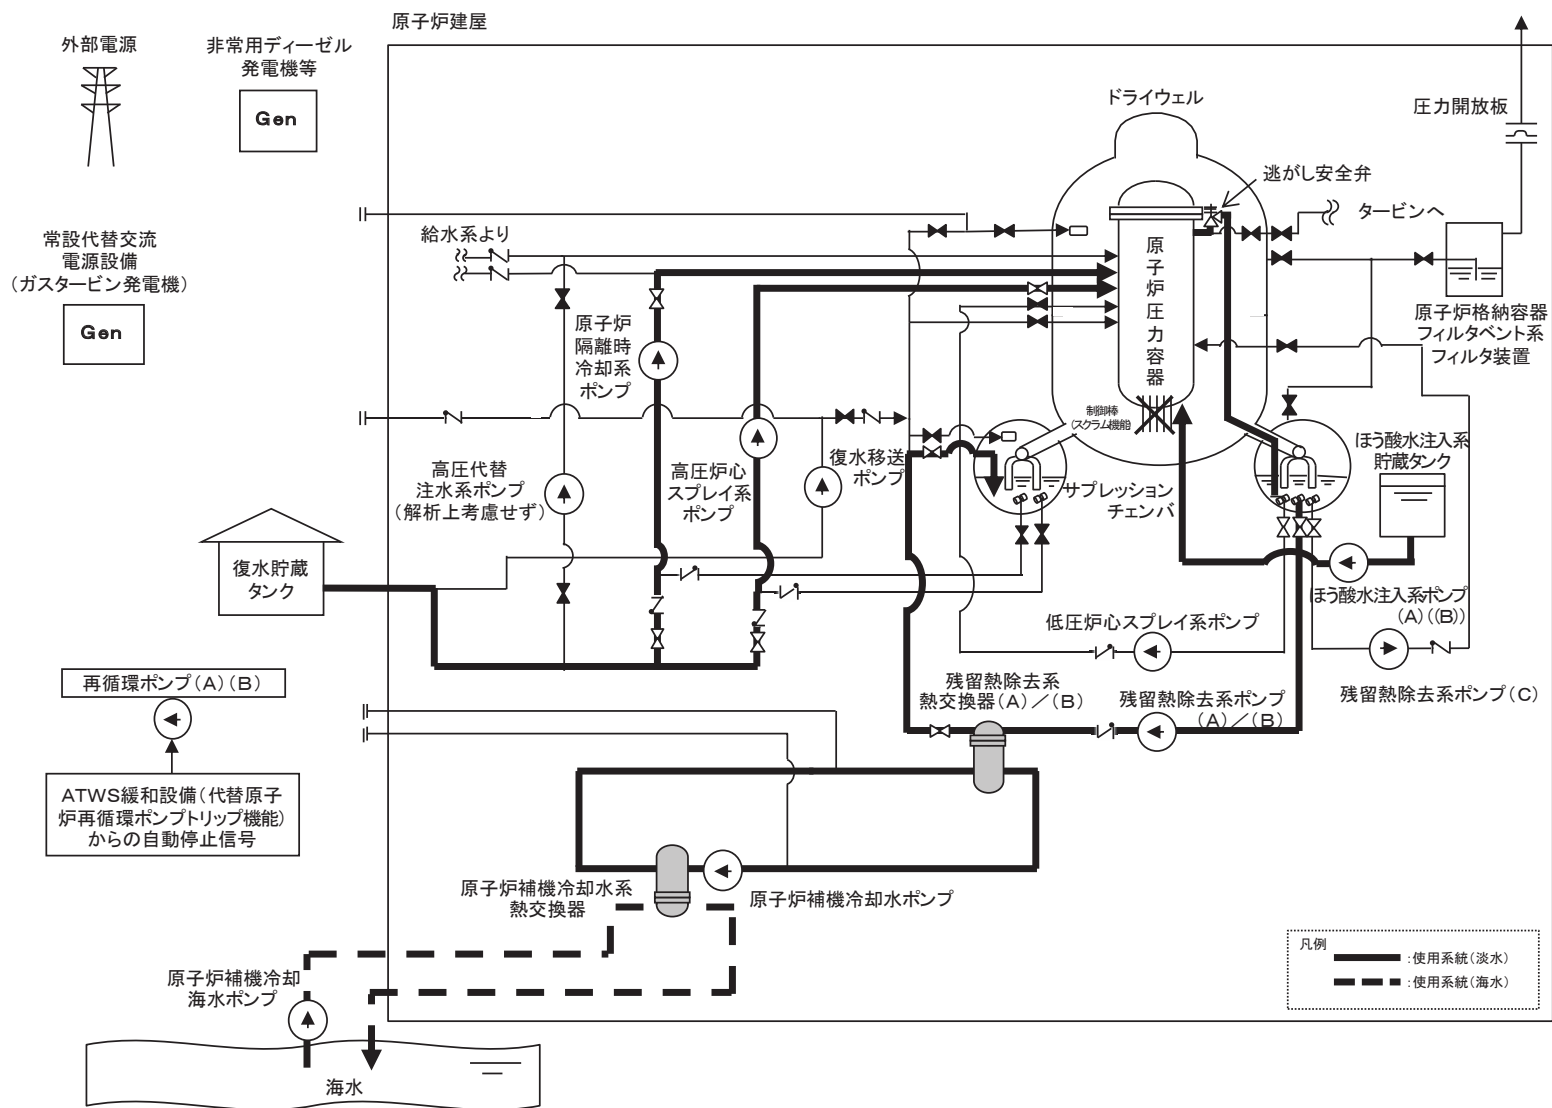 原子炉建屋
外部電源
非常用ディーゼル
発電機等
Gen
ドライウェル
圧力開放板
逃がし安全弁
タービンへ
常設代替交流
電源設備
(ガスタービン発電機)
Gen
給水系より
原子炉圧力容器
原子炉
隔離時
冷却系
ポンプ
原子炉格納容器
フィルタベント系
フィルタ装置
制御棒
(スクラム機能)
高圧代替
注水系ポンプ
(解析上考慮せず)
高圧炉心
スプレイ系
ポンプ
復水移送
ポンプ
サプレッション
チェンバ
ほう酸水注入系
貯蔵タンク
復水貯蔵
タンク
ほう酸水注入系ポンプ
(A)((B))
低圧炉心スプレイ系ポンプ
再循環ポンプ(A)(B)
残留熱除去系
熱交換器(A)/(B)
残留熱除去系ポンプ
(A)/(B)
残留熱除去系ポンプ(C)
ATWS緩和設備(代替原子
炉再循環ポンプトリップ機能)
からの自動停止信号
原子炉補機冷却水系
熱交換器
原子炉補機冷却水ポンプ
原子炉補機冷却
海水ポンプ
海水
凡例
:使用系統(淡水)
:使用系統(海水)